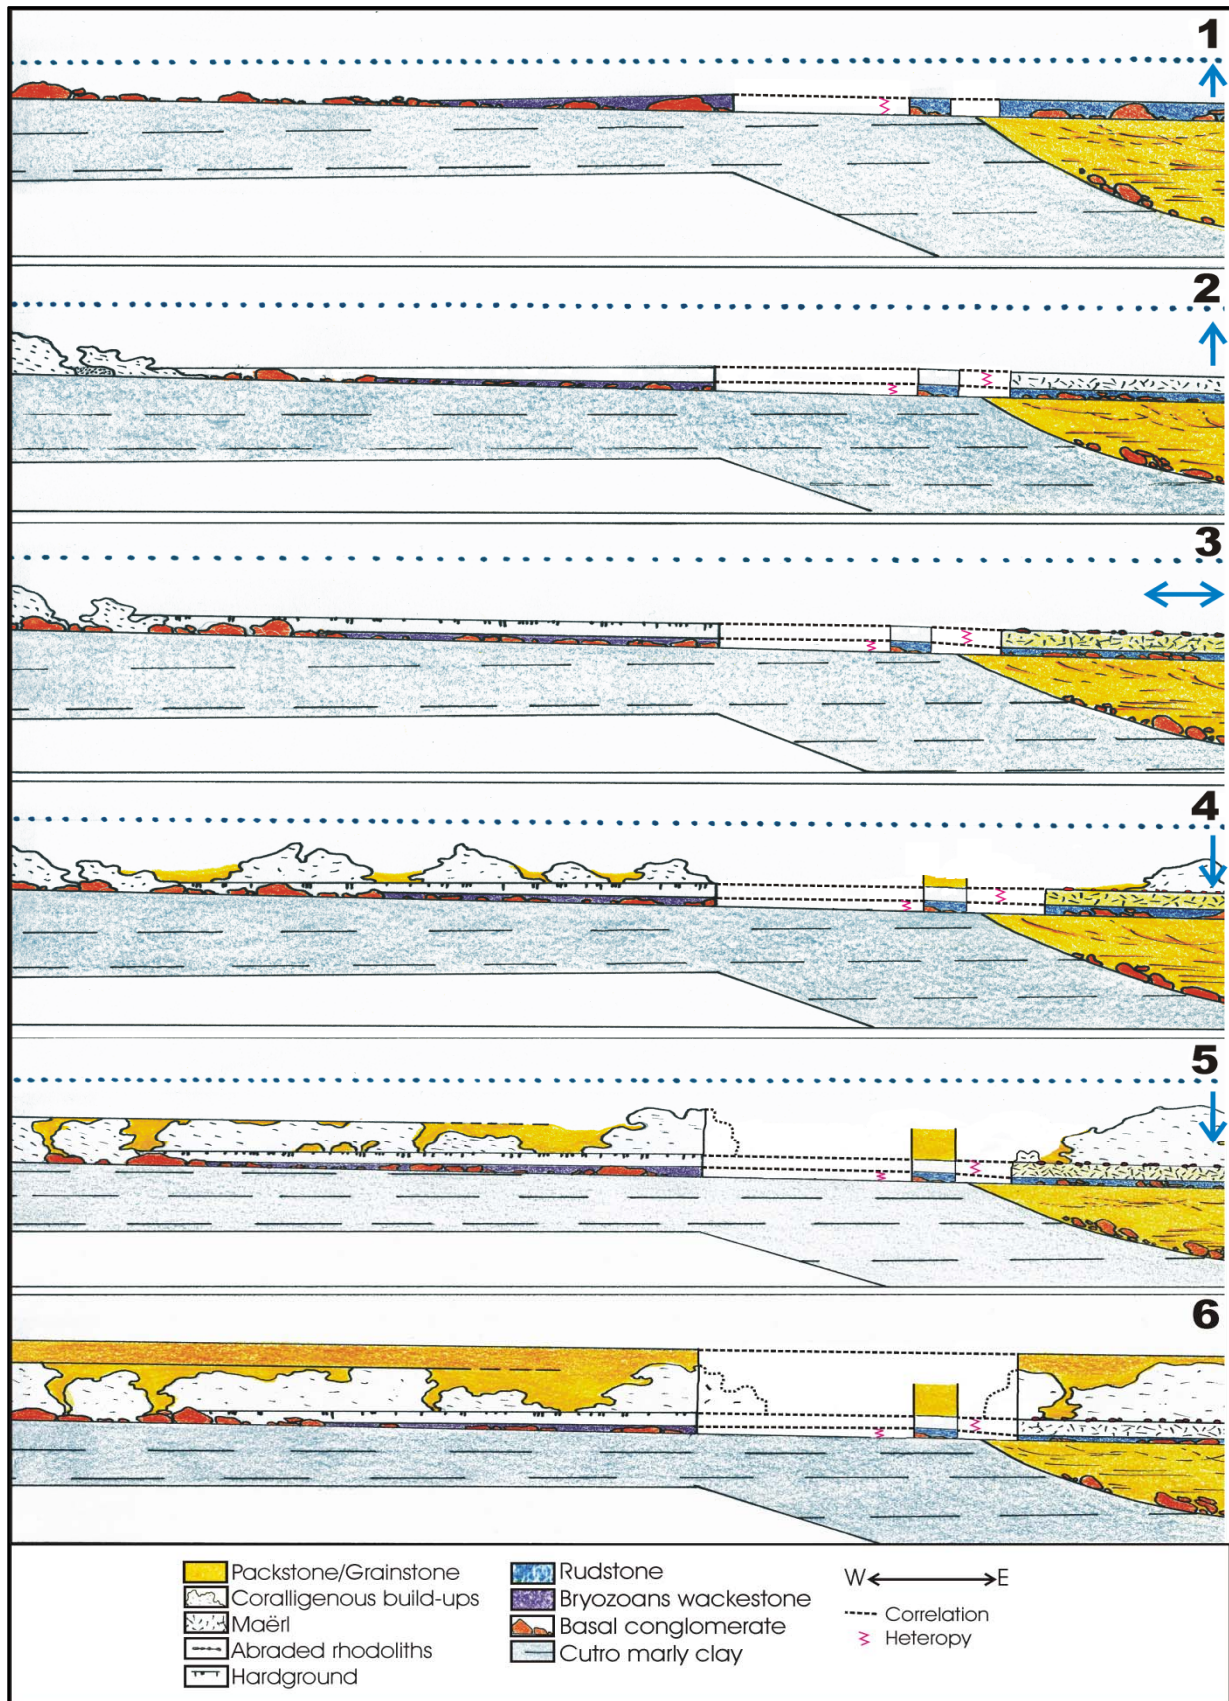 1
2
3
4
5
6
Packstone/Grainstone
Coralligenous build-ups
Maërl
Abraded rhodoliths
Hardground
Rudstone
Bryozoans wackestone
Basal conglomerate
Cutro marly clay
W E
Correlation
Heteropy